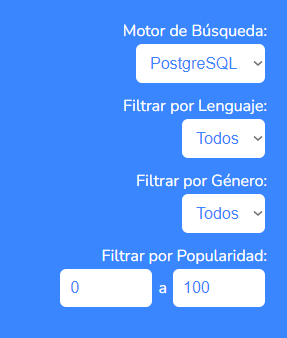 Motor de Búsqueda:
PostgreSQL
Filtrar por Lenguaje:
Todos
Filtrar por Género:
Todos
Filtrar por Popularidad:
0 a 100